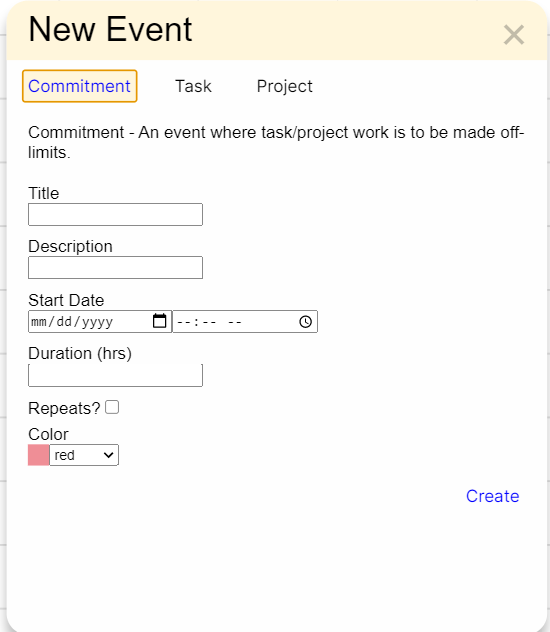 New Event
Commitment Task Project
Commitment - An event where task/project work is to be made off-
limits.
Title
Description
Start Date
mm/dd/yyyy --:-- --
Duration (hrs)
Repeats?
Color
red
Create